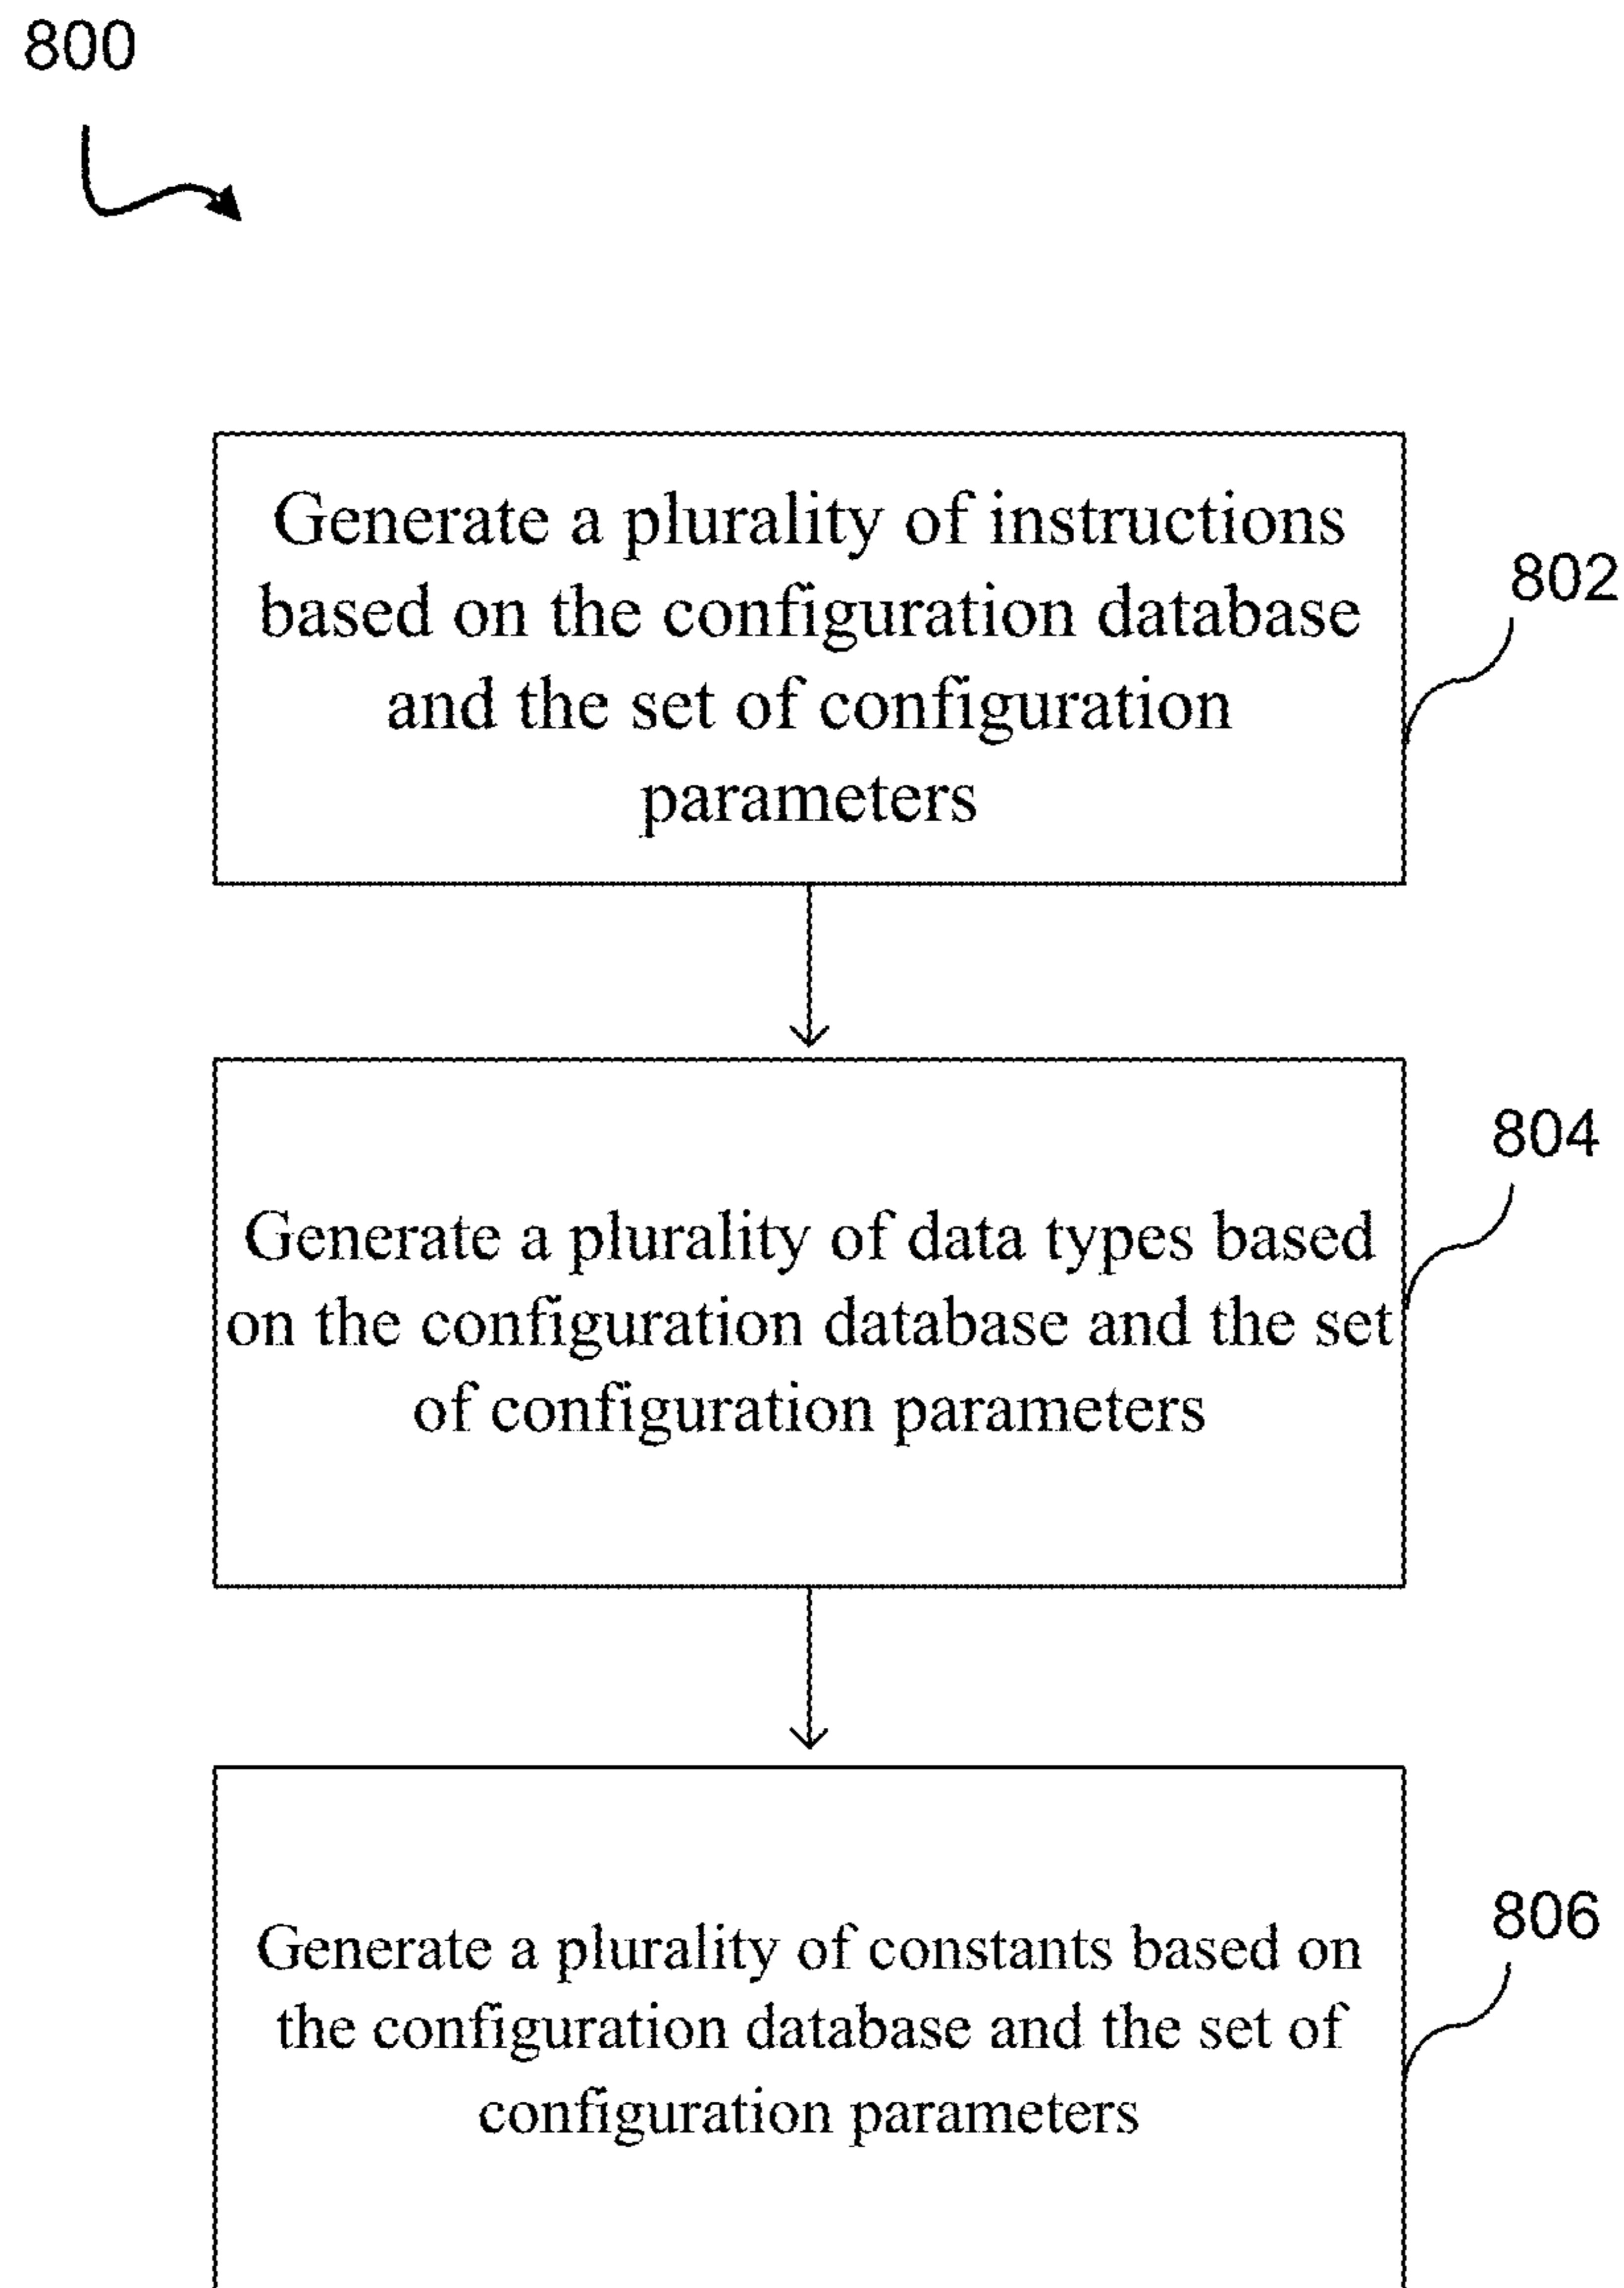 800
Generate a plurality of instructions
based on the configuration database
and the set of configuration
parameters
802
Generate a plurality of data types based
on the configuration database and the set
of configuration parameters
804
Generate a plurality of constants based on
the configuration database and the set of
configuration parameters
806